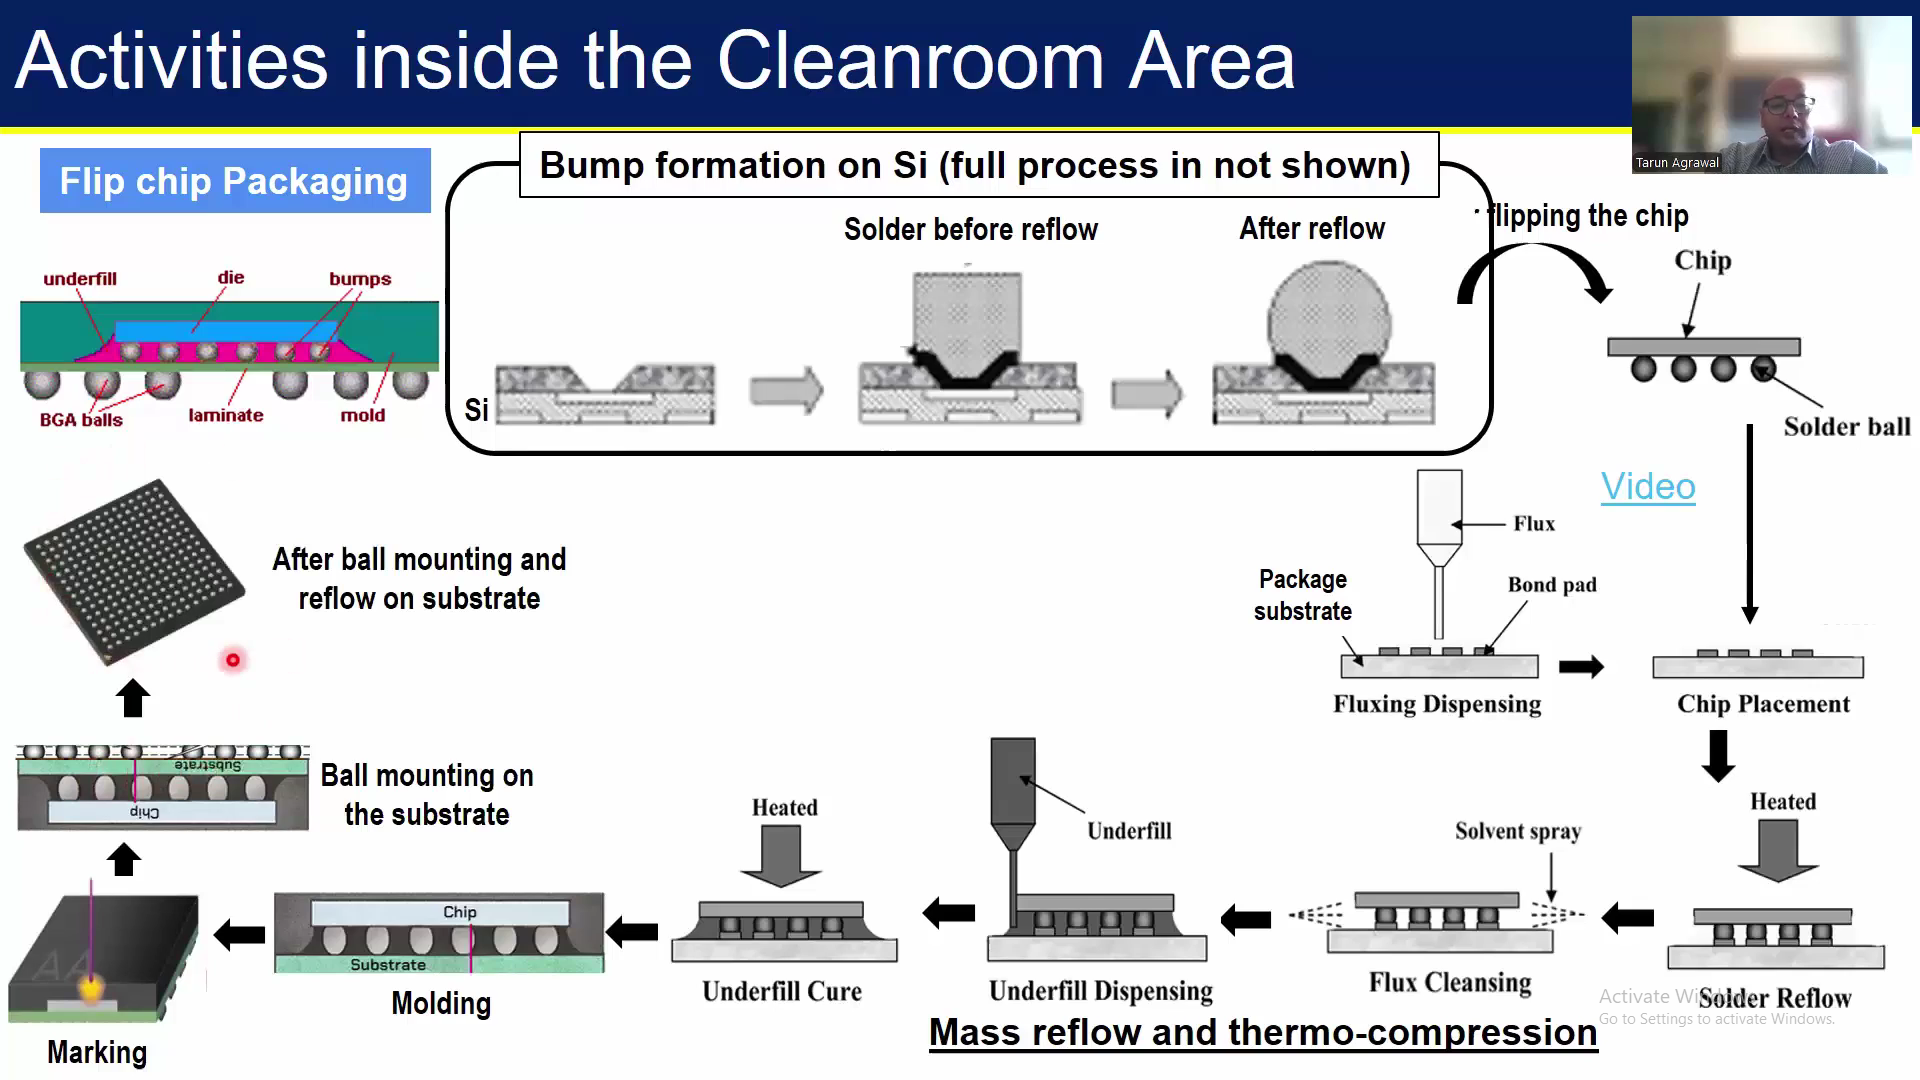 Activities inside the Cleanroom Area
Tarun Agrawal
Flip chip Packaging
Bump formation on Si (full process in not shown)
Solder before reflow
After reflow
flipping the chip
Chip
Solder ball
Si
underfill
die
bumps
BGA balls
laminate
mold
Video
Flux
Package
substrate
Bond pad
Fluxing Dispensing
Chip Placement
After ball mounting and
reflow on substrate
Substrate
Chip
Ball mounting on
the substrate
Heated
Underfill
Solvent spray
Heated
Chip
Substrate
Molding
Underfill Cure
Underfill Dispensing
Flux Cleansing
Solder Reflow
AA
Marking
Mass reflow and thermo-compression
Activate Windows
Go to Settings to activate Windows.